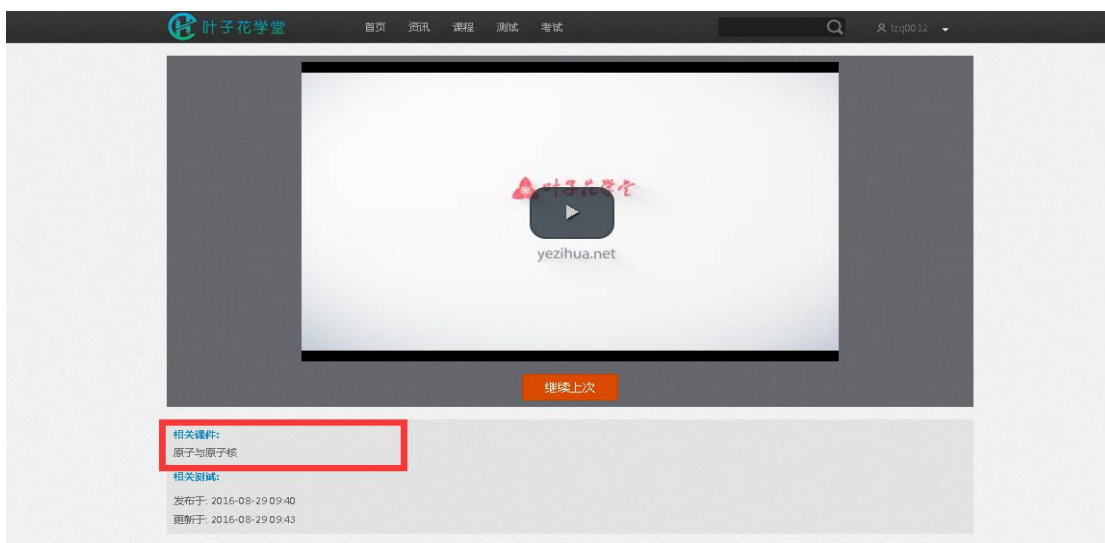 叶子花学堂
首页 资讯 课程 测试 考试
lzq0012
叶子花学堂
yezihua.net
继续上次
相关课件:
原子与原子核
相关测试:
发布于: 2016-08-29 09:40
更新于: 2016-08-29 09:43